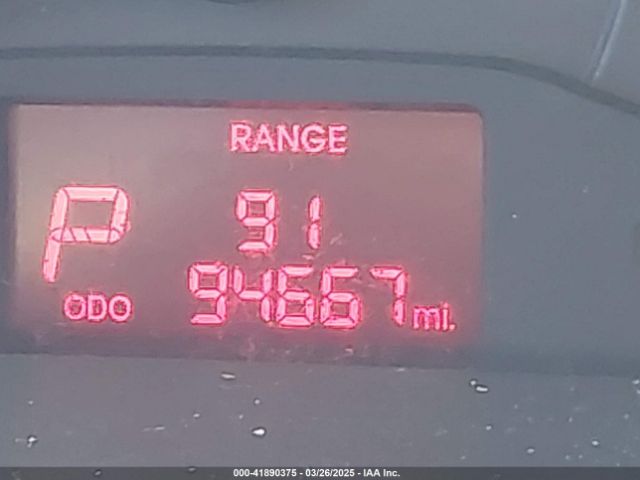 RANGE
P 91
ODO 94667 mi.
000-41890375 - 03/26/2025 - IAA Inc.